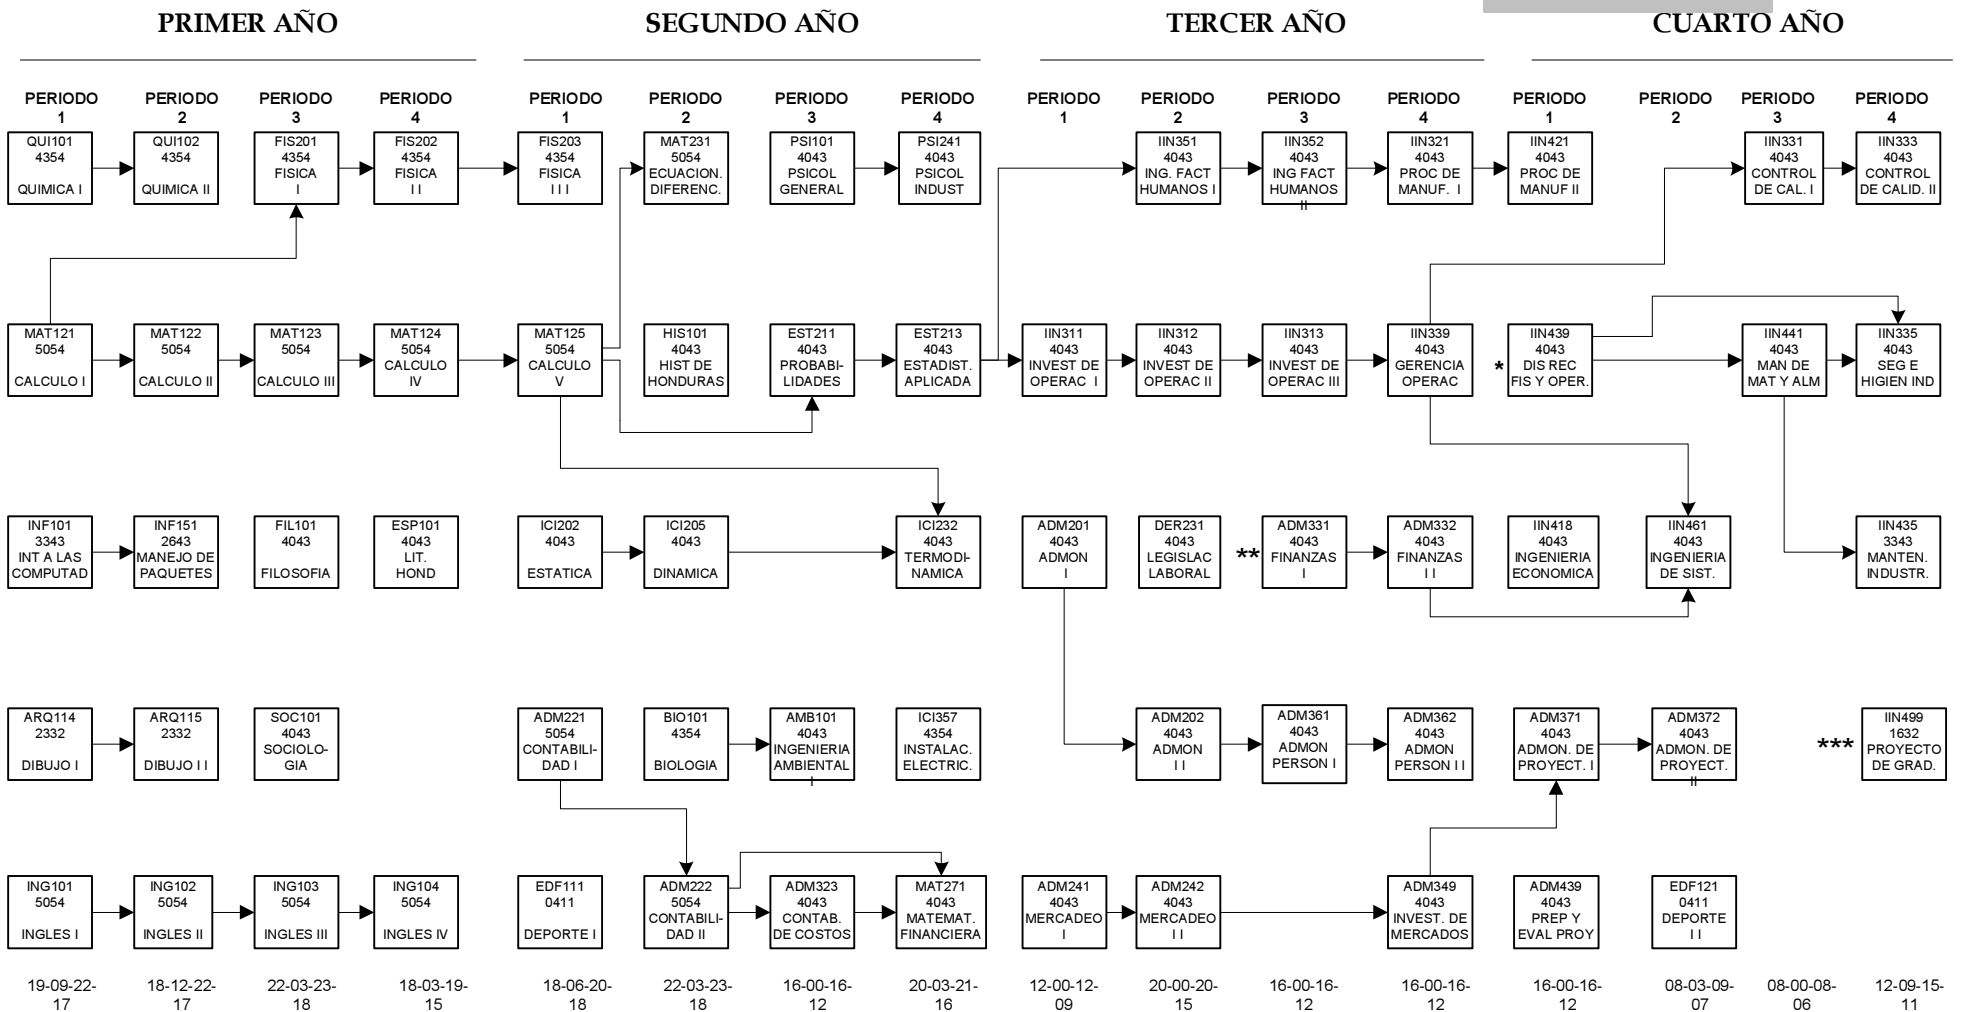 PRIMER AÑO
SEGUNDO AÑO
TERCER AÑO
CUARTO AÑO
PERIODO
1
PERIODO
2
PERIODO
3
PERIODO
4
PERIODO
1
PERIODO
2
PERIODO
3
PERIODO
4
PERIODO
1
PERIODO
2
PERIODO
3
PERIODO
4
PERIODO
1
PERIODO
2
PERIODO
3
PERIODO
4
QUI101
4354
QUIMICA I
QUI102
4354
QUIMICA II
FIS201
4354
FISICA
I
FIS202
4354
FISICA
I I
FIS203
4354
FISICA
I I I
MAT231
5054
ECUACION.
DIFERENC.
PSI101
4043
PSICOL
GENERAL
PSI241
4043
PSICOL
INDUST
IIN351
4043
ING. FACT
HUMANOS I
IIN352
4043
ING FACT
HUMANOS
II
IIN321
4043
PROC DE
MANUF. I
IIN421
4043
PROC DE
MANUF II
IIN331
4043
CONTROL
DE CAL. I
IIN333
4043
CONTROL
DE CALID. II
MAT121
5054
CALCULO I
MAT122
5054
CALCULO II
MAT123
5054
CALCULO III
MAT124
5054
CALCULO
IV
MAT125
5054
CALCULO
V
HIS101
4043
HIST DE
HONDURAS
EST211
4043
PROBABI-
LIDADES
EST213
4043
ESTADIST.
APLICADA
IIN311
4043
INVEST DE
OPERAC I
IIN312
4043
INVEST DE
OPERAC II
IIN313
4043
INVEST DE
OPERAC III
IIN339
4043
GERENCIA
OPERAC
*
IIN439
4043
DIS REC
FIS Y OPER.
IIN441
4043
MAN DE
MAT Y ALM
IIN335
4043
SEG E
HIGIEN IND
INF101
3343
INT A LAS
COMPUTAD
INF151
2643
MANEJO DE
PAQUETES
FIL101
4043
FILOSOFIA
ESP101
4043
LIT.
HOND
ICI202
4043
ESTATICA
ICI205
4043
DINAMICA
ICI232
4043
TERMODI-
NAMICA
ADM201
4043
ADMON
I
DER231
4043
LEGISLAC
LABORAL
**
ADM331
4043
FINANZAS
I
ADM332
4043
FINANZAS
I I
IIN418
4043
INGENIERIA
ECONOMICA
IIN461
4043
INGENIERIA
DE SIST.
IIN435
3343
MANTEN.
INDUSTR.
ARQ114
2332
DIBUJO I
ARQ115
2332
DIBUJO I I
SOC101
4043
SOCIOLO-
GIA
ADM221
5054
CONTABILI-
DAD I
BIO101
4354
BIOLOGIA
AMB101
4043
INGENIERIA
AMBIENTAL
I
ICI357
4354
INSTALAC.
ELECTRIC.
ADM202
4043
ADMON
I I
ADM361
4043
ADMON
PERSON I
ADM362
4043
ADMON
PERSON I I
ADM371
4043
ADMON. DE
PROYECT. I
ADM372
4043
ADMON. DE
PROYECT.
II
***
IIN499
1632
PROYECTO
DE GRAD.
ING101
5054
INGLES I
ING102
5054
INGLES II
ING103
5054
INGLES III
ING104
5054
INGLES IV
EDF111
0411
DEPORTE I
ADM222
5054
CONTABILI-
DAD II
ADM323
4043
CONTAB.
DE COSTOS
MAT271
4043
MATEMAT.
FINANCIERA
ADM241
4043
MERCADEO
I
ADM242
4043
MERCADEO
I I
ADM349
4043
INVEST. DE
MERCADOS
ADM439
4043
PREP Y
EVAL PROY
EDF121
0411
DEPORTE
I I
19-09-22-
17
18-12-22-
17
22-03-23-
18
18-03-19-
15
18-06-20-
18
22-03-23-
18
16-00-16-
12
20-03-21-
16
12-00-12-
09
20-00-20-
15
16-00-16-
12
16-00-16-
12
16-00-16-
12
08-03-09-
07
08-00-08-
06
12-09-15-
11